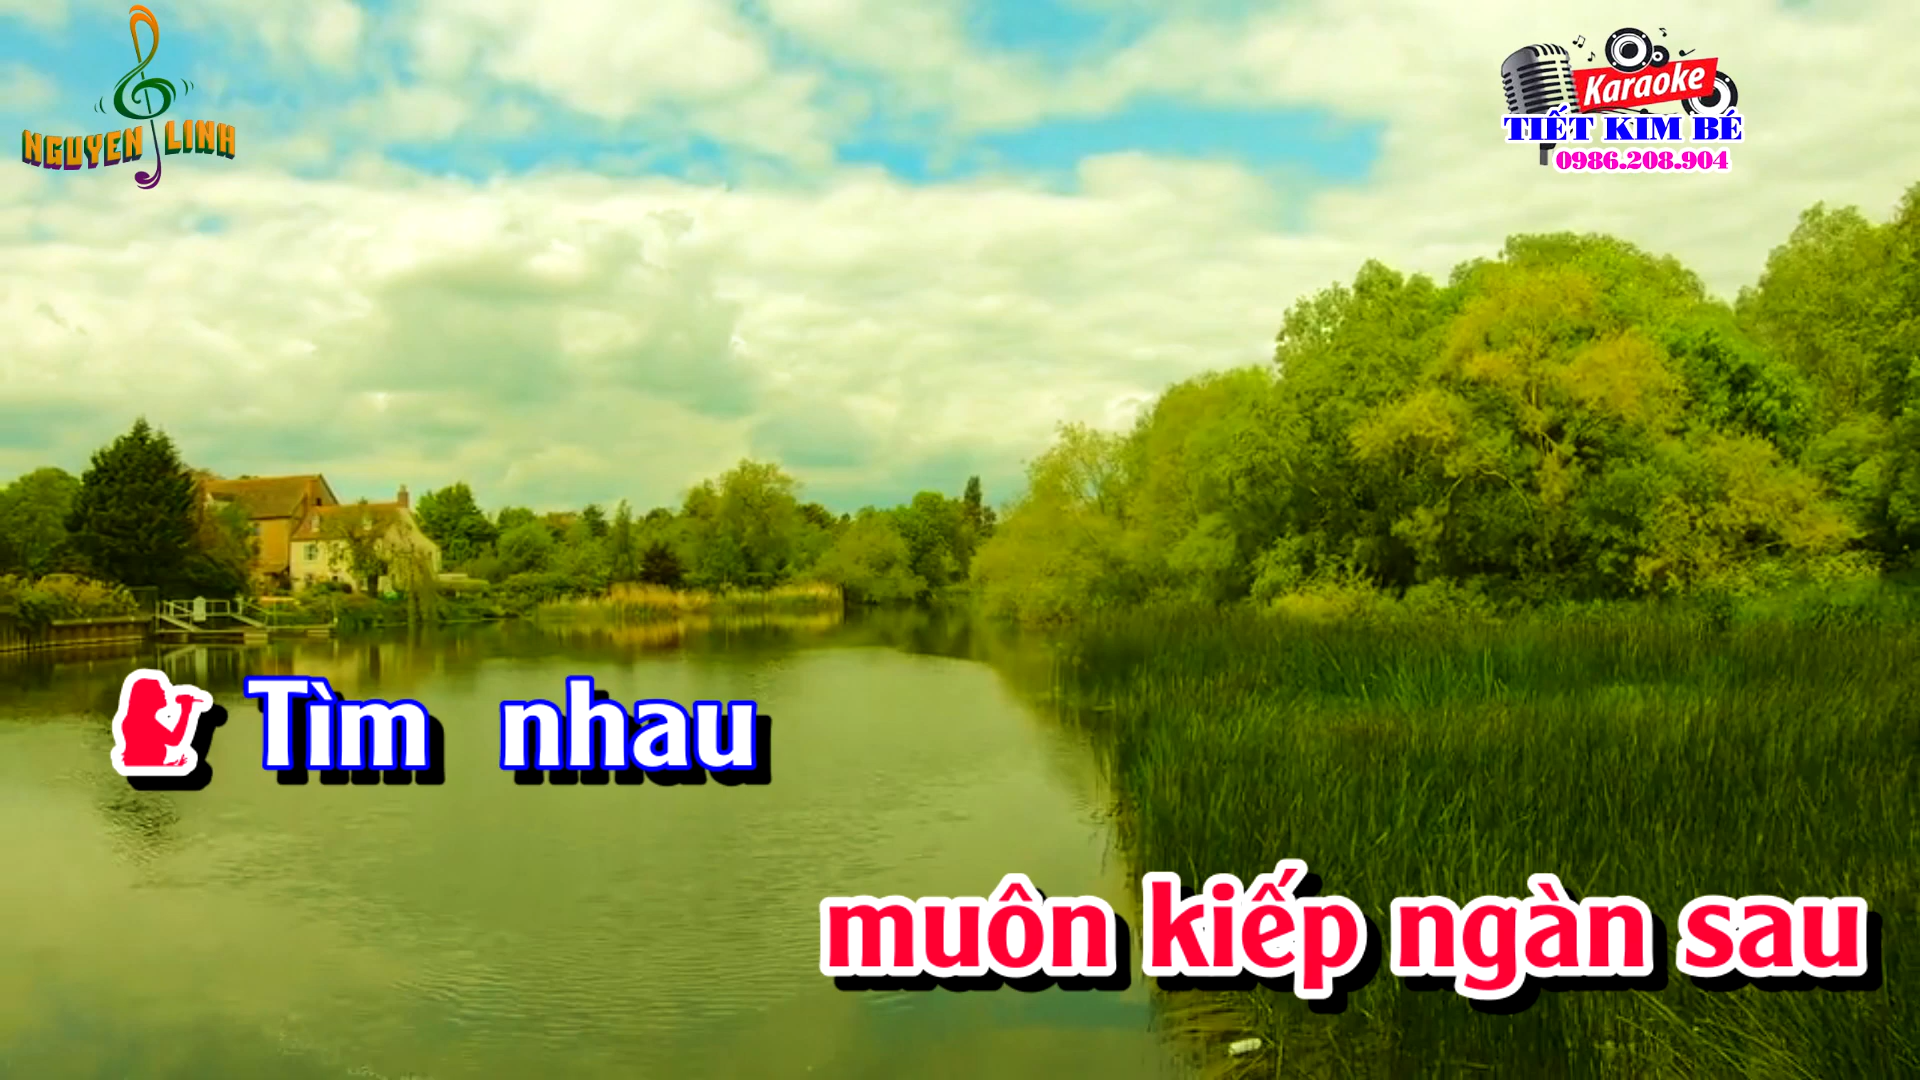 NGUYEN LINH
Karaoke
TIẾT KIM BÉ
0986.208.904
Tìm nhau
muôn kiếp ngàn sau